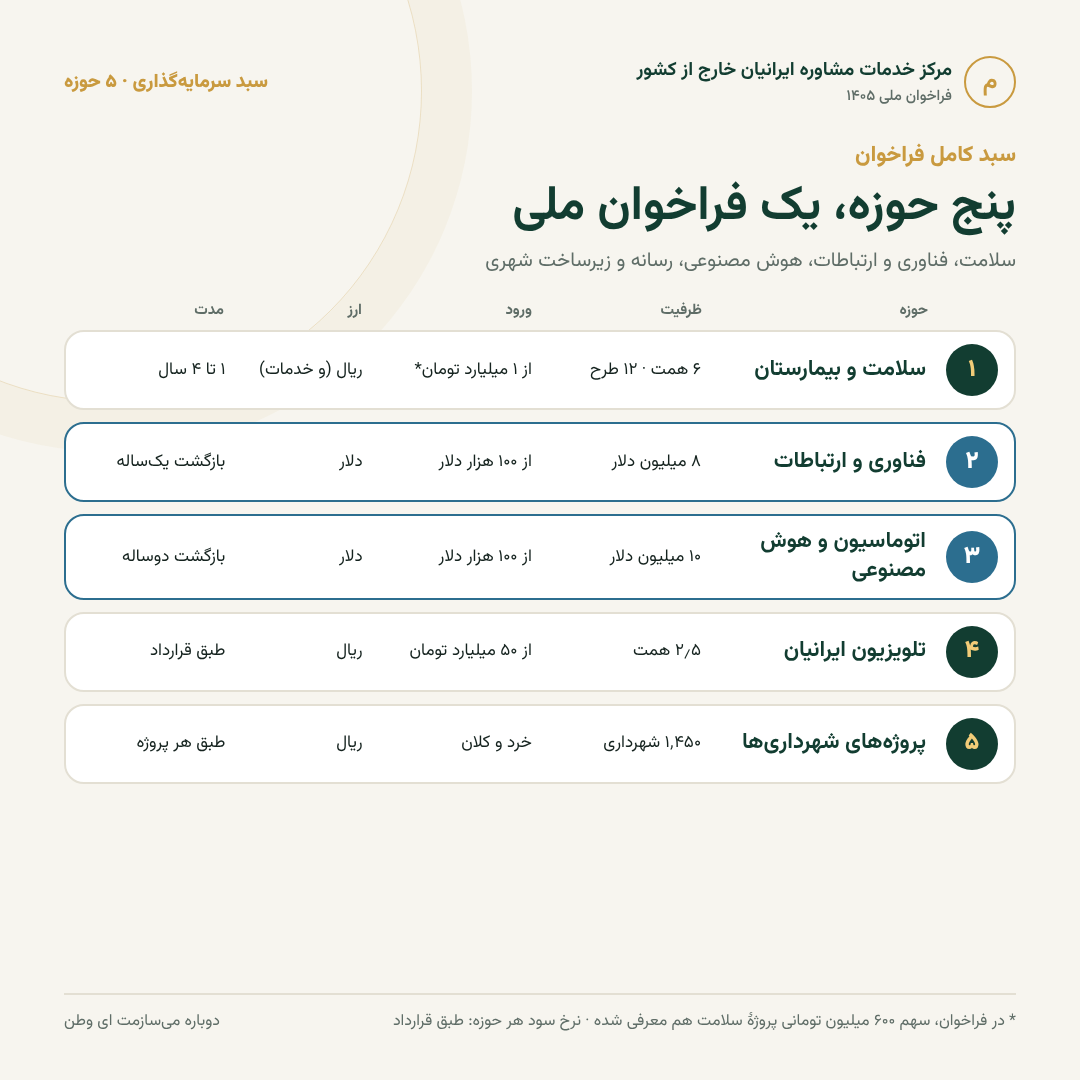 م
مرکز خدمات مشاوره ایرانیان خارج از کشور
فراخوان ملی ۱۴۰۵
سبد سرمایه‌گذاری · ۵ حوزه
سبد کامل فراخوان
پنج حوزه، یک فراخوان ملی
سلامت، فناوری و ارتباطات، هوش مصنوعی، رسانه و زیرساخت شهری
حوزه ظرفیت ورود ارز مدت
۱ سلامت و بیمارستان ۶ همت · ۱۲ طرح از ۱ میلیارد تومان* ریال (و خدمات) ۱ تا ۴ سال
۲ فناوری و ارتباطات ۸ میلیون دلار از ۱۰۰ هزار دلار دلار بازگشت یک‌ساله
۳ اتوماسیون و هوش
مصنوعی ۱۰ میلیون دلار از ۱۰۰ هزار دلار دلار بازگشت دوساله
۴ تلویزیون ایرانیان ۲٫۵ همت از ۵۰ میلیارد تومان ریال طبق قرارداد
۵ پروژه‌های شهرداری‌ها ۱,۴۵۰ شهرداری خرد و کلان ریال طبق هر پروژه
* در فراخوان، سهم ۶۰۰ میلیون تومانی پروژهٔ سلامت هم معرفی شده · نرخ سود هر حوزه: طبق قرارداد
دوباره می‌سازمت ای وطن